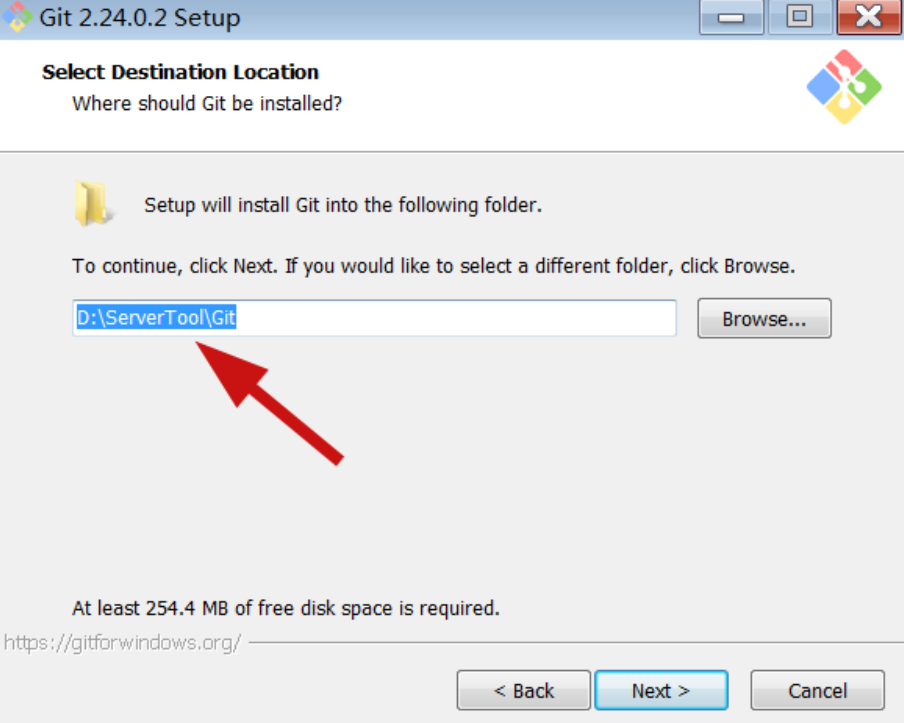 Git 2.24.0.2 Setup
Select Destination Location
Where should Git be installed?
Setup will install Git into the following folder.
To continue, click Next. If you would like to select a different folder, click Browse.
D:\ServerTool\Git
Browse...
At least 254.4 MB of free disk space is required.
https://gitforwindows.org/
< Back
Next >
Cancel